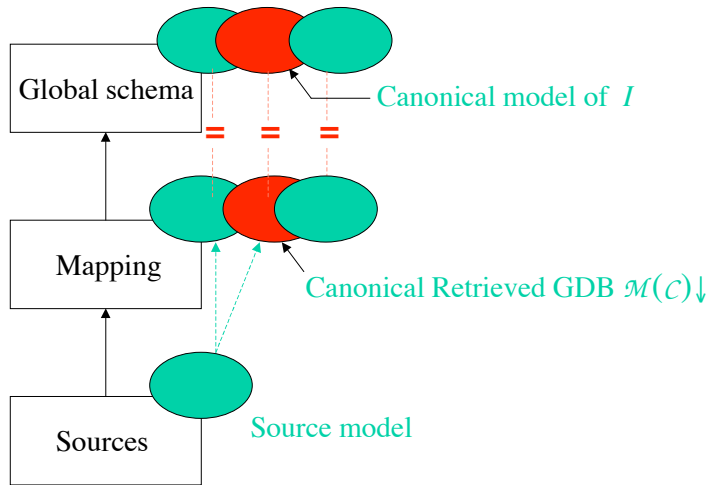 Global schema
Canonical model of I
= = =
Mapping
Canonical Retrieved GDB ℳ(𝒞)↓
Source model
Sources